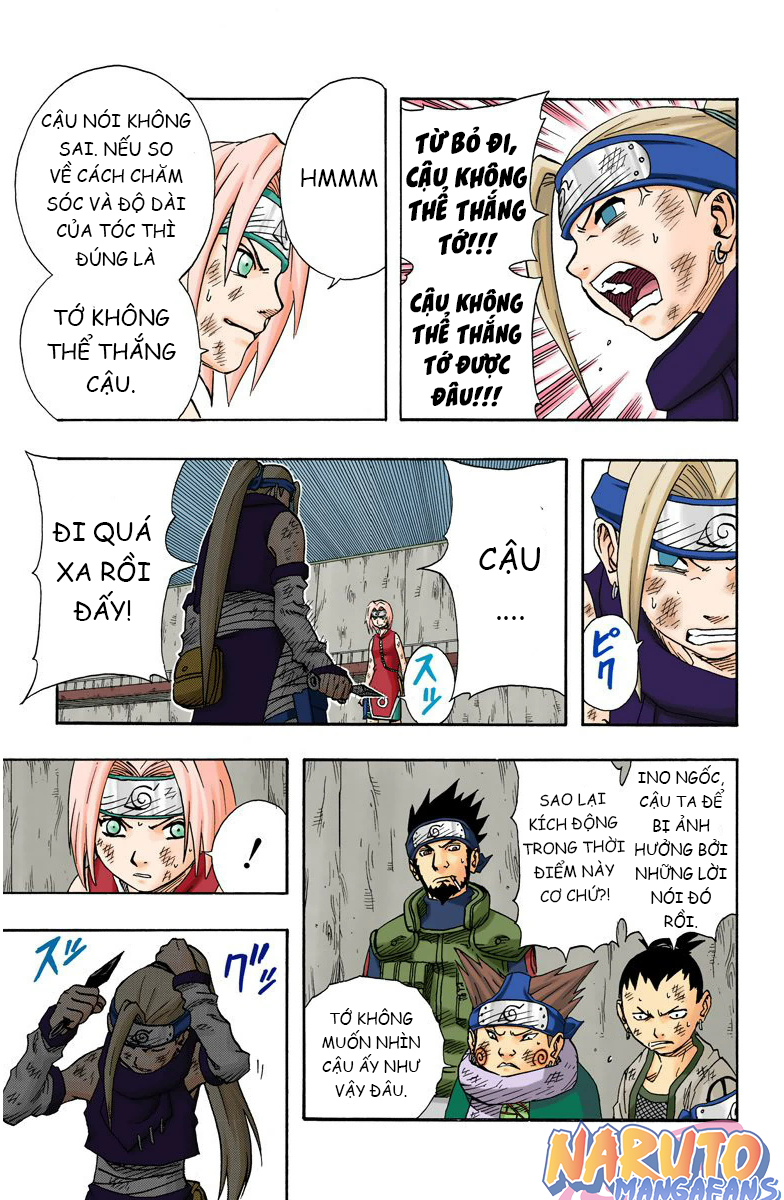 TỪ BỎ ĐI,
CẬU KHÔNG
THỂ THẮNG
TỚ!!!
CẬU KHÔNG
THỂ THẮNG
TỚ ĐƯỢC
ĐÂU!!!
HMMM
CẬU NÓI KHÔNG
SAI. NẾU SO
VỀ CÁCH CHĂM
SÓC VÀ ĐỘ DÀI
CỦA TÓC THÌ
ĐÚNG LÀ
TỚ KHÔNG
THỂ THẮNG
CẬU.
ピク
CẬU
....
スッ
ĐI QUÁ
XA RỒI
ĐẤY!
INO NGỐC,
CẬU TA ĐỂ
BỊ ẢNH
HƯỞNG BỞI
NHỮNG LỜI
NÓI ĐÓ
RỒI.
SAO LẠI
KÍCH ĐỘNG
TRONG THỜI
ĐIỂM NÀY
CƠ CHỨ?!
TỚ KHÔNG
MUỐN NHÌN
CẬU ẤY NHƯ
VẬY ĐÂU.
!
グッ
スッ
NARUTO
MANGAFANS